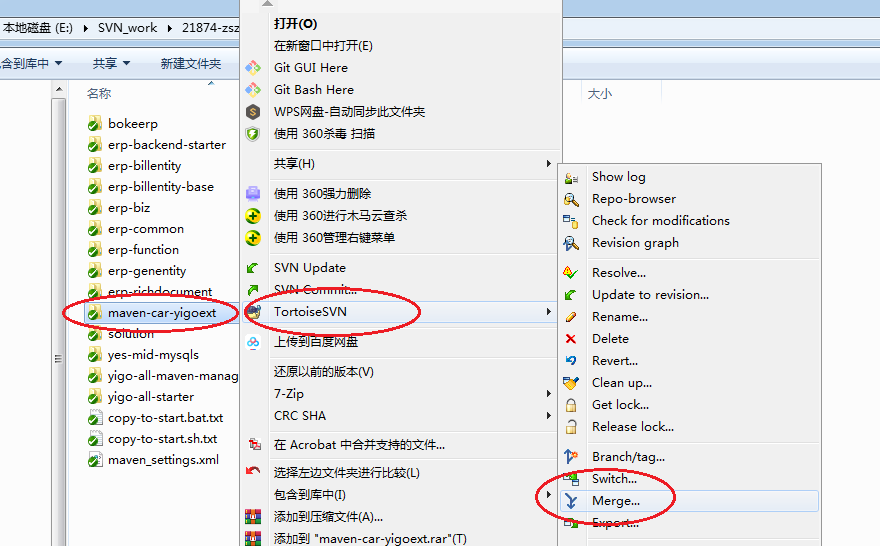 本地磁盘 (E:) ▸ SVN_work ▸ 21874-zsz
含到库中 共享 新建文件夹
名称
大小
bokeerp
erp-backend-starter
erp-billentity
erp-billentity-base
erp-biz
erp-common
erp-function
erp-genentity
erp-richdocument
maven-car-yigoext
solution
yes-mid-mysqls
yigo-all-maven-manag
yigo-all-starter
copy-to-start.bat.txt
copy-to-start.sh.txt
maven_settings.xml
打开(O)
在新窗口中打开(E)
Git GUI Here
Git Bash Here
WPS网盘-自动同步此文件夹
使用 360杀毒 扫描
共享(H)
使用 360强力删除
使用 360进行木马云查杀
使用 360管理右键菜单
SVN Update
SVN Commit...
TortoiseSVN
上传到百度网盘
还原以前的版本(V)
7-Zip
CRC SHA
在 Acrobat 中合并支持的文件...
选择左边文件夹进行比较(L)
包含到库中(I)
添加到压缩文件(A)...
添加到 "maven-car-yigoext.rar"(T)
Show log
Repo-browser
Check for modifications
Revision graph
Resolve...
Update to revision...
Rename...
Delete
Revert...
Clean up...
Get lock...
Release lock...
Branch/tag...
Switch...
Merge...
Export...